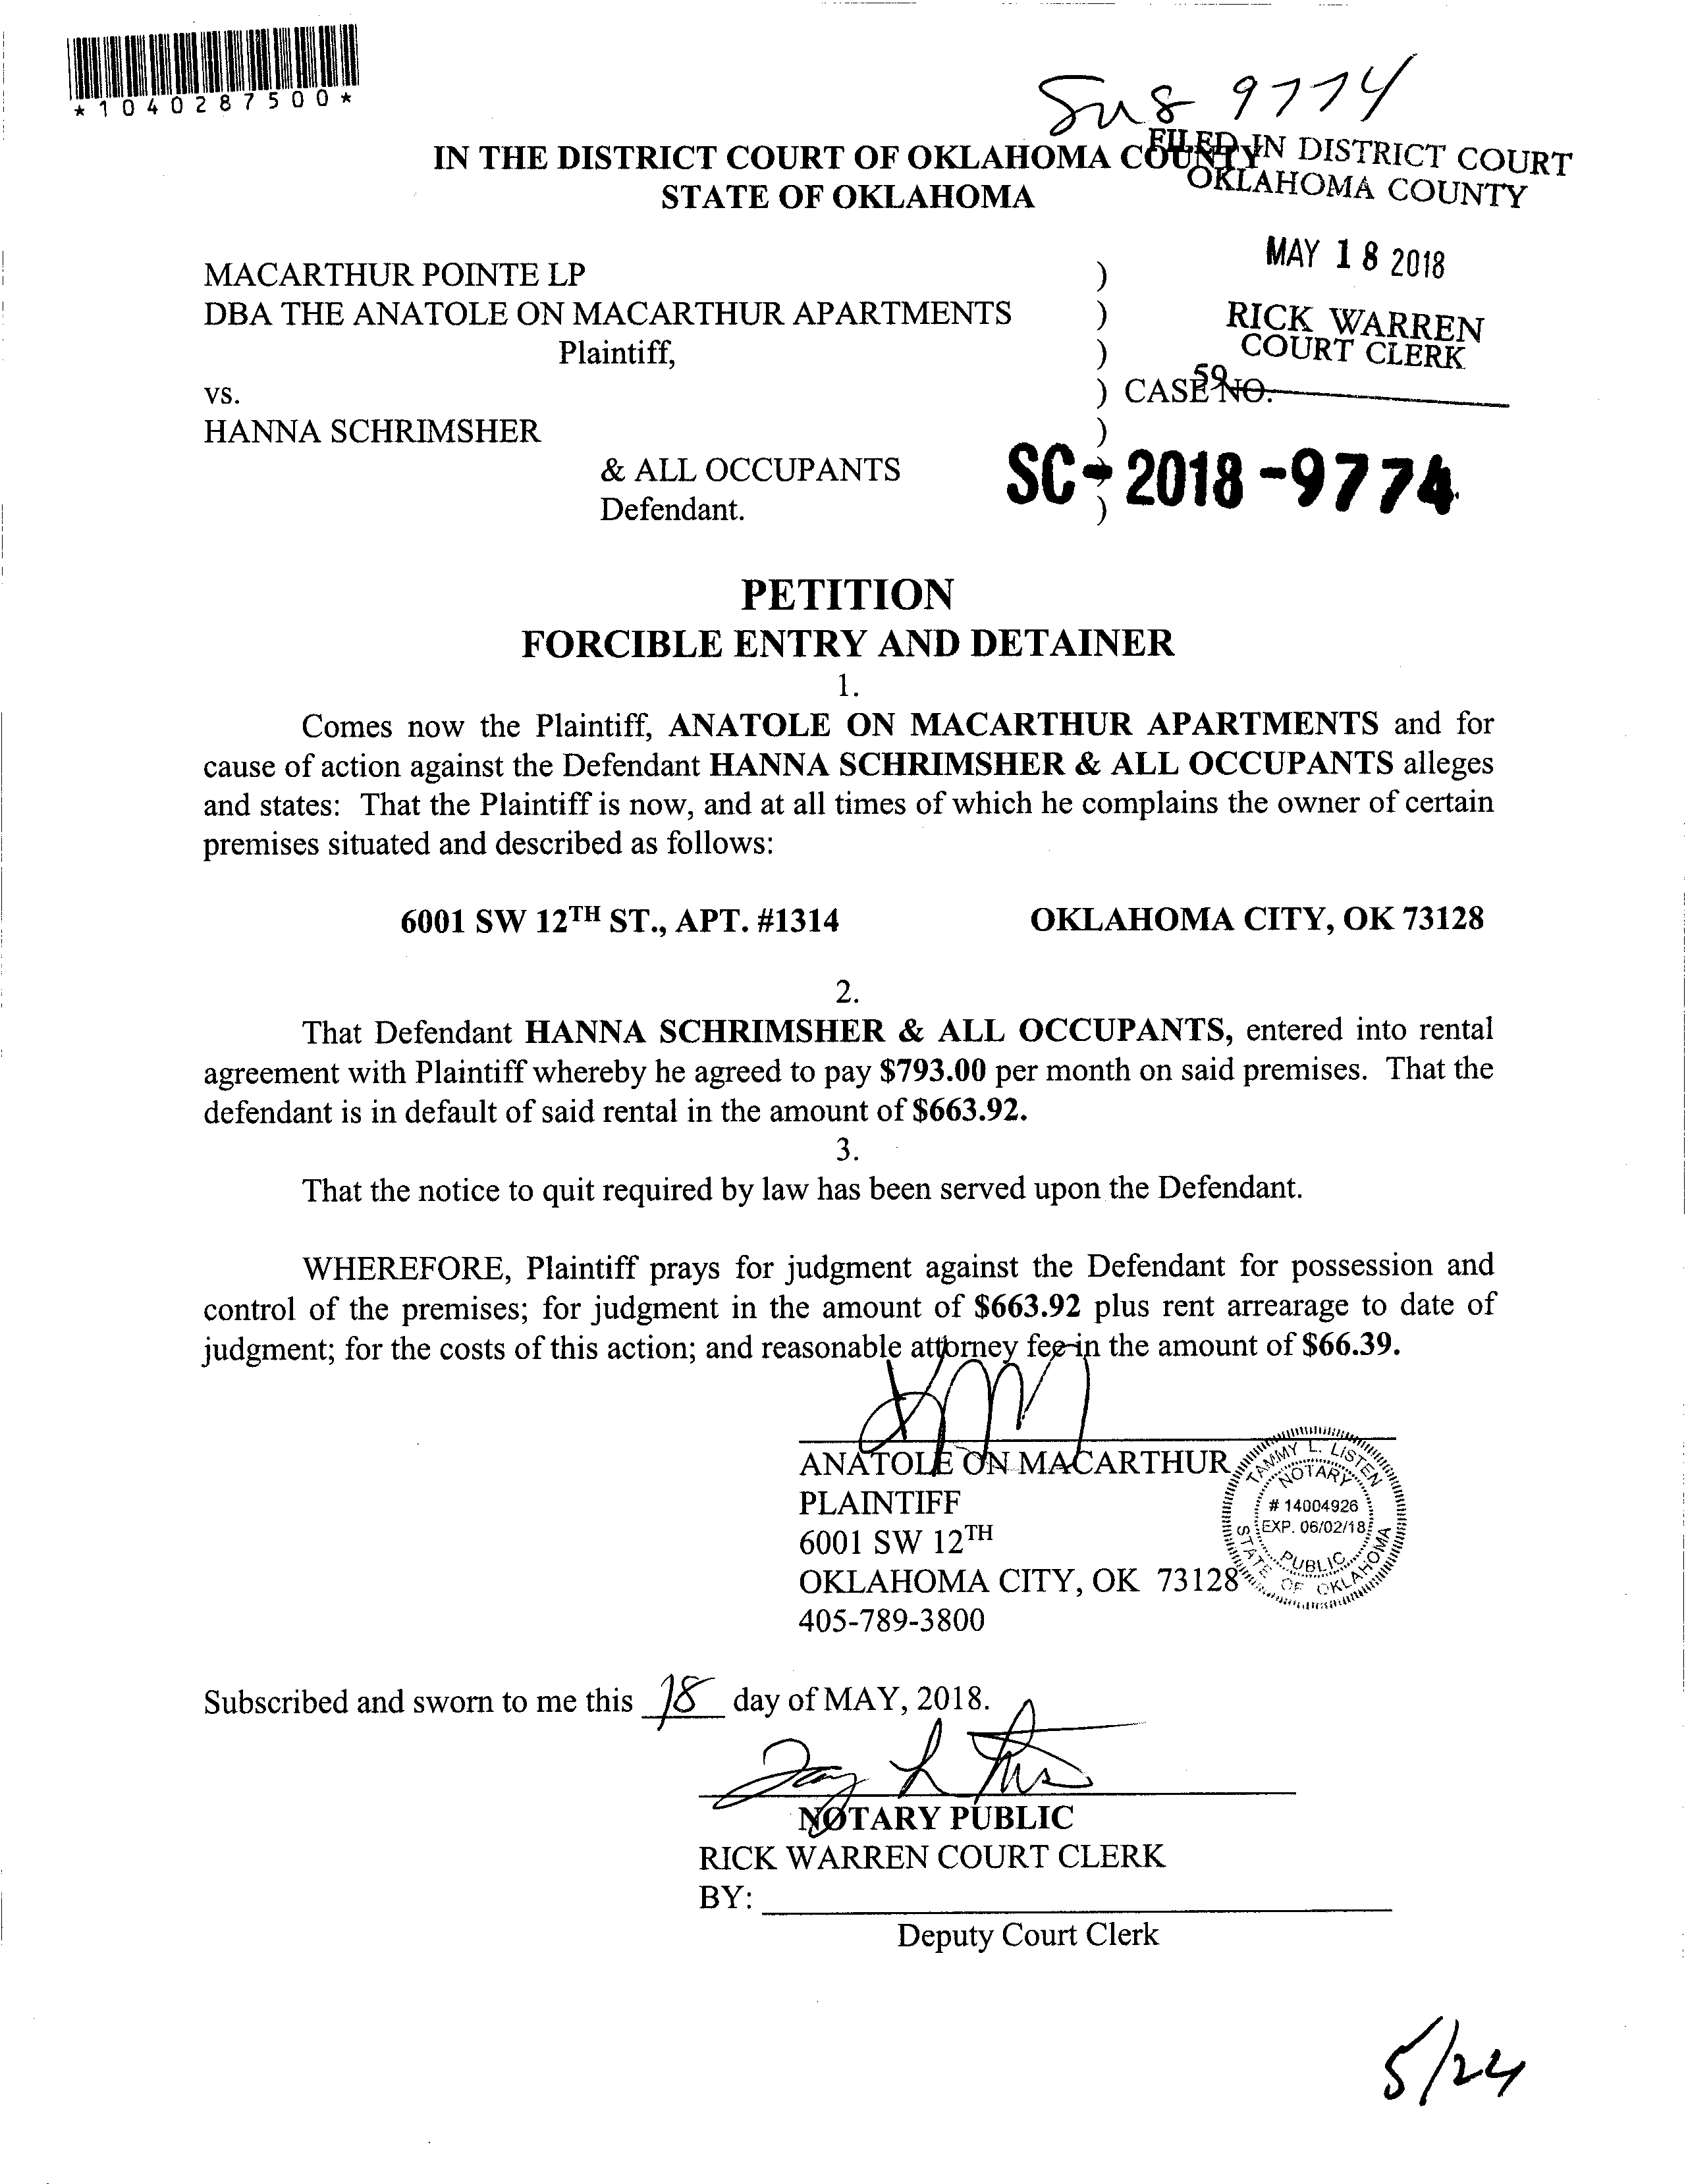 *1040287500*
9774
IN THE DISTRICT COURT OF OKLAHOMA COUNTY
STATE OF OKLAHOMA
FILED IN DISTRICT COURT
OKLAHOMA COUNTY
MAY 18 2018
RICK WARREN
COURT CLERK
59
MACARTHUR POINTE LP )
DBA THE ANATOLE ON MACARTHUR APARTMENTS )
Plaintiff, )
vs. ) CASE NO.
HANNA SCHRIMSHER )
& ALL OCCUPANTS )
Defendant. )
SC-2018-9774
PETITION
FORCIBLE ENTRY AND DETAINER
1.
Comes now the Plaintiff, ANATOLE ON MACARTHUR APARTMENTS and for
cause of action against the Defendant HANNA SCHRIMSHER & ALL OCCUPANTS alleges
and states: That the Plaintiff is now, and at all times of which he complains the owner of certain
premises situated and described as follows:
6001 SW 12TH ST., APT. #1314 OKLAHOMA CITY, OK 73128
2.
That Defendant HANNA SCHRIMSHER & ALL OCCUPANTS, entered into rental
agreement with Plaintiff whereby he agreed to pay $793.00 per month on said premises. That the
defendant is in default of said rental in the amount of $663.92.
3.
That the notice to quit required by law has been served upon the Defendant.
WHEREFORE, Plaintiff prays for judgment against the Defendant for possession and
control of the premises; for judgment in the amount of $663.92 plus rent arrearage to date of
judgment; for the costs of this action; and reasonable attorney fee in the amount of $66.39.
ANATOLE ON MACARTHUR
PLAINTIFF
6001 SW 12TH
OKLAHOMA CITY, OK 73128
405-789-3800
TAMMY L. LISTEN
NOTARY
# 14004926
EXP. 06/02/18
PUBLIC
STATE OF OKLAHOMA
Subscribed and sworn to me this 18 day of MAY, 2018.
NOTARY PUBLIC
RICK WARREN COURT CLERK
BY:
Deputy Court Clerk
5/24